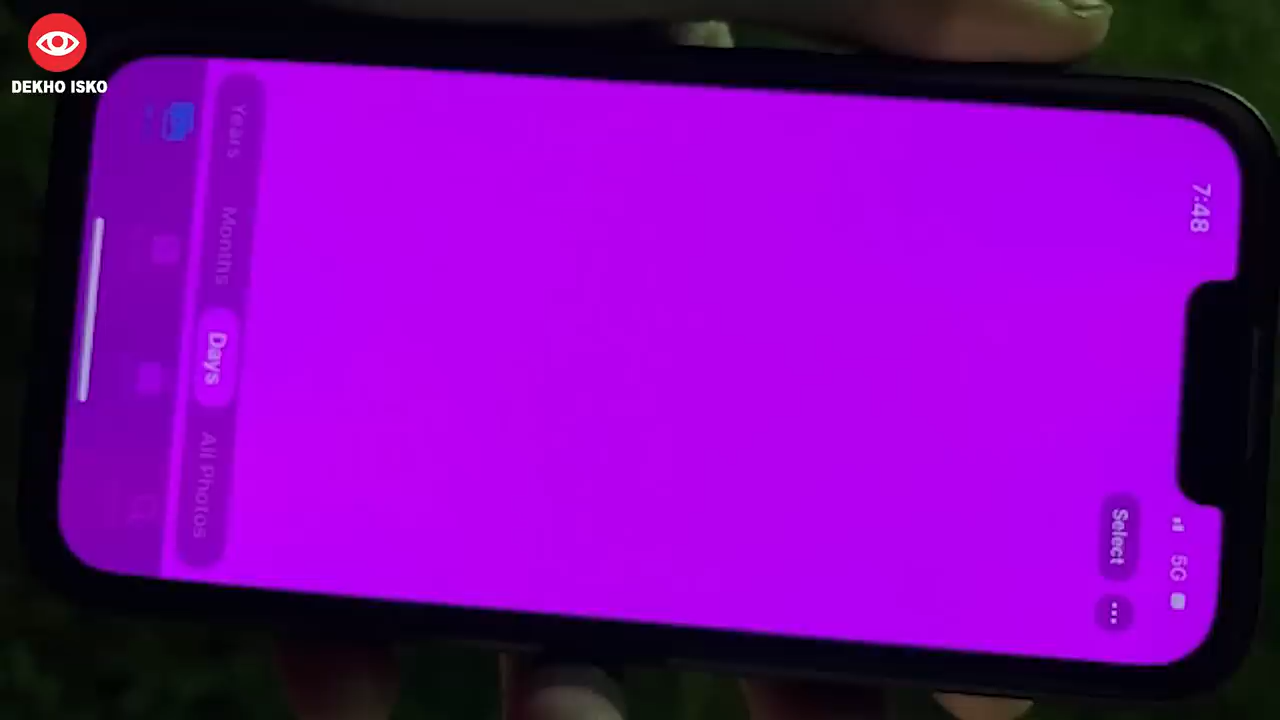 DEKHO ISKO
7:48
5G
Select
Years
Months
Days
All Photos